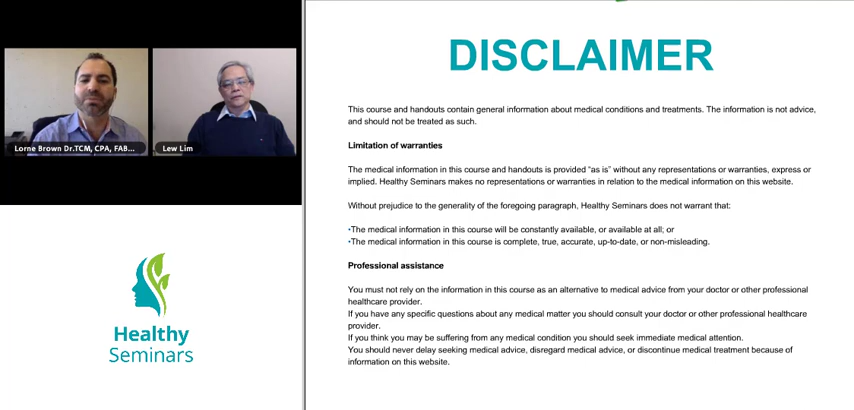 Lorne Brown Dr.TCM, CPA, FAB...
Lew Lim
Healthy
Seminars
DISCLAIMER
This course and handouts contain general information about medical conditions and treatments. The information is not advice,
and should not be treated as such.
Limitation of warranties
The medical information in this course and handouts is provided “as is” without any representations or warranties, express or
implied. Healthy Seminars makes no representations or warranties in relation to the medical information on this website.
Without prejudice to the generality of the foregoing paragraph, Healthy Seminars does not warrant that:
•The medical information in this course will be constantly available, or available at all; or
•The medical information in this course is complete, true, accurate, up-to-date, or non-misleading.
Professional assistance
You must not rely on the information in this course as an alternative to medical advice from your doctor or other professional
healthcare provider.
If you have any specific questions about any medical matter you should consult your doctor or other professional healthcare
provider.
If you think you may be suffering from any medical condition you should seek immediate medical attention.
You should never delay seeking medical advice, disregard medical advice, or discontinue medical treatment because of
information on this website.